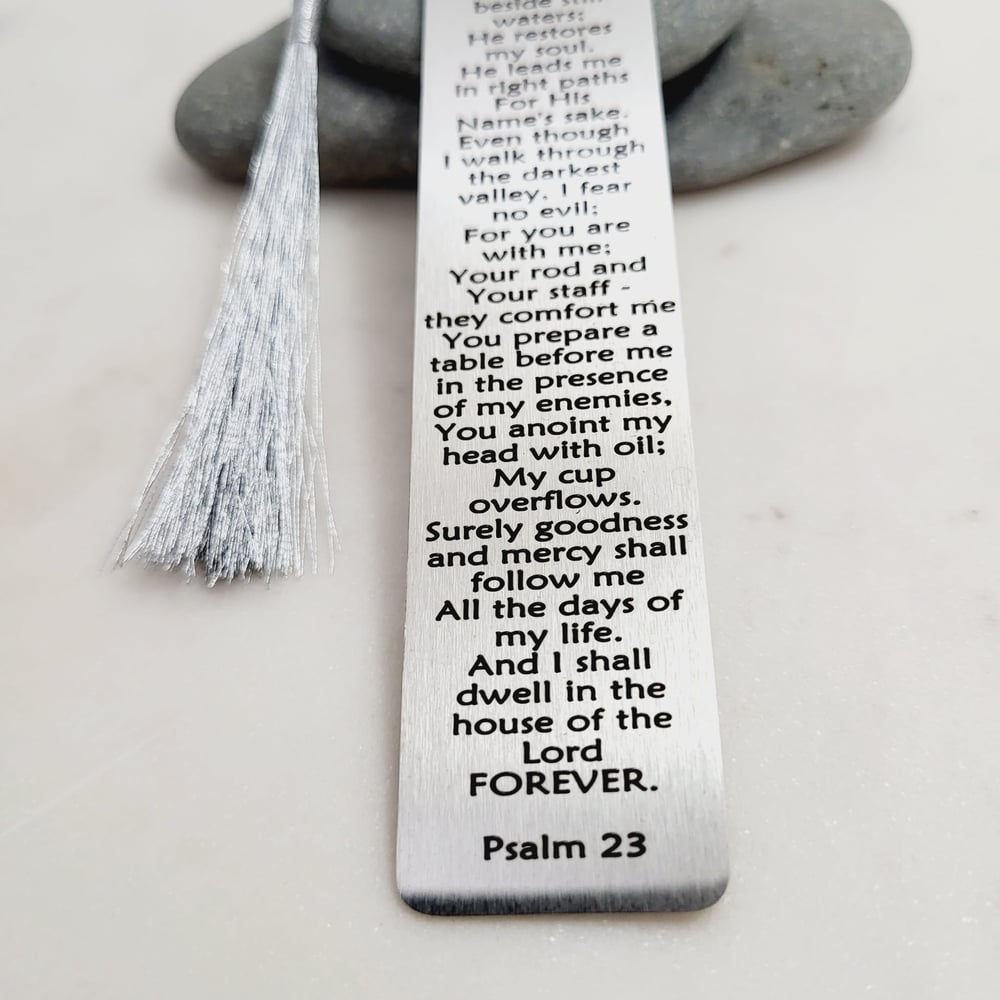 beside still
waters;
He restores
my soul.
He leads me
in right paths
For His
Name's sake.
Even though
I walk through
the darkest
valley, I fear
no evil;
For you are
with me;
Your rod and
Your staff -
they comfort me
You prepare a
table before me
in the presence
of my enemies,
You anoint my
head with oil;
My cup
overflows.
Surely goodness
and mercy shall
follow me
All the days of
my life.
And I shall
dwell in the
house of the
Lord
FOREVER.
Psalm 23